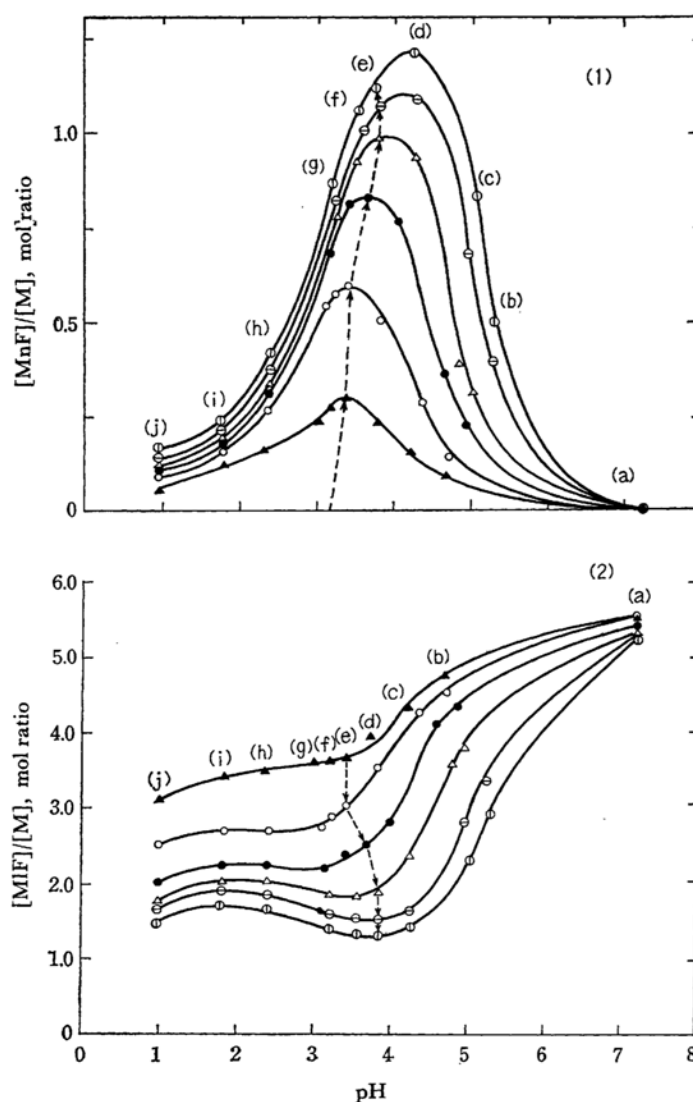 (1)
(d)
(e)
(f)
(g)
(c)
(h)
(b)
(i)
(j)
(a)
1.0
0.5
0
[MnF]/[M], mol ratio
(2)
(a)
6.0
5.0
4.0
3.0
2.0
1.0
0
(b)
(c)
(d)
(e)
(f)
(g)
(h)
(i)
(j)
[MlF]/[M], mol ratio
0 1 2 3 4 5 6 7 8
pH